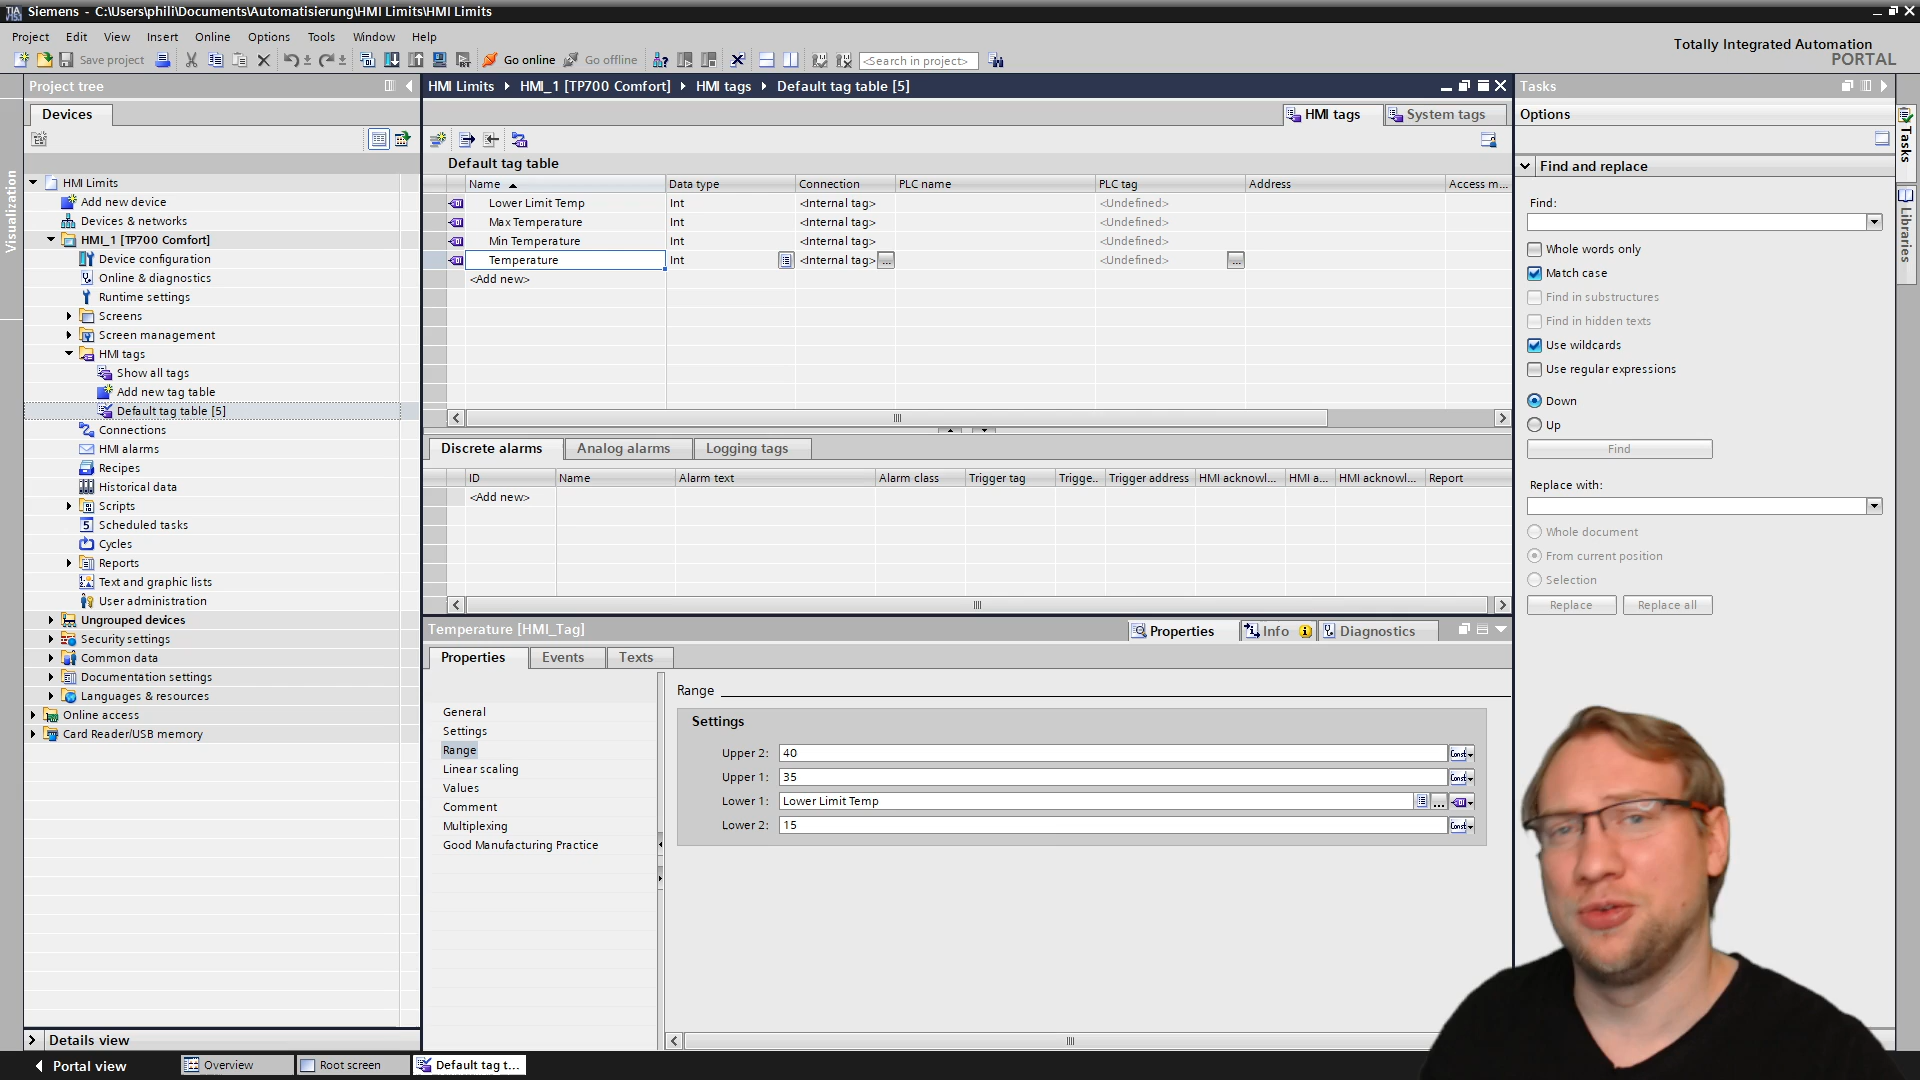 Siemens - C:\Users\phili\Documents\Automatisierung\HMI Limits\HMI Limits
Project Edit View Insert Online Options Tools Window Help
Totally Integrated Automation
PORTAL
Save project Go online Go offline <Search in project>
Project tree
HMI Limits HMI_1 [TP700 Comfort] HMI tags Default tag table [5]
Tasks
Devices
HMI tags System tags
Options
Visualization
Tasks
Libraries
HMI Limits
Add new device
Devices & networks
HMI_1 [TP700 Comfort]
Device configuration
Online & diagnostics
Runtime settings
Screens
Screen management
HMI tags
Show all tags
Add new tag table
Default tag table [5]
Connections
HMI alarms
Recipes
Historical data
Scripts
Scheduled tasks
Cycles
Reports
Text and graphic lists
User administration
Ungrouped devices
Security settings
Common data
Documentation settings
Languages & resources
Online access
Card Reader/USB memory
Details view
Default tag table
Name Data type Connection PLC name PLC tag Address Access m...
Lower Limit Temp Int <Internal tag> <Undefined>
Max Temperature Int <Internal tag> <Undefined>
Min Temperature Int <Internal tag> <Undefined>
Temperature Int <Internal tag> ... <Undefined> ...
<Add new>
Discrete alarms Analog alarms Logging tags
ID Name Alarm text Alarm class Trigger tag Trigge.. Trigger address HMI acknowl... HMI a... HMI acknowl... Report
<Add new>
Temperature [HMI_Tag]
Properties Info Diagnostics
Properties Events Texts
General
Settings
Range
Linear scaling
Values
Comment
Multiplexing
Good Manufacturing Practice
Range
Settings
Upper 2: 40 Const
Upper 1: 35 Const
Lower 1: Lower Limit Temp ...
Lower 2: 15 Const
Find and replace
Find:
Whole words only
Match case
Find in substructures
Find in hidden texts
Use wildcards
Use regular expressions
Down
Up
Find
Replace with:
Whole document
From current position
Selection
Replace Replace all
Portal view Overview Root screen Default tag t...